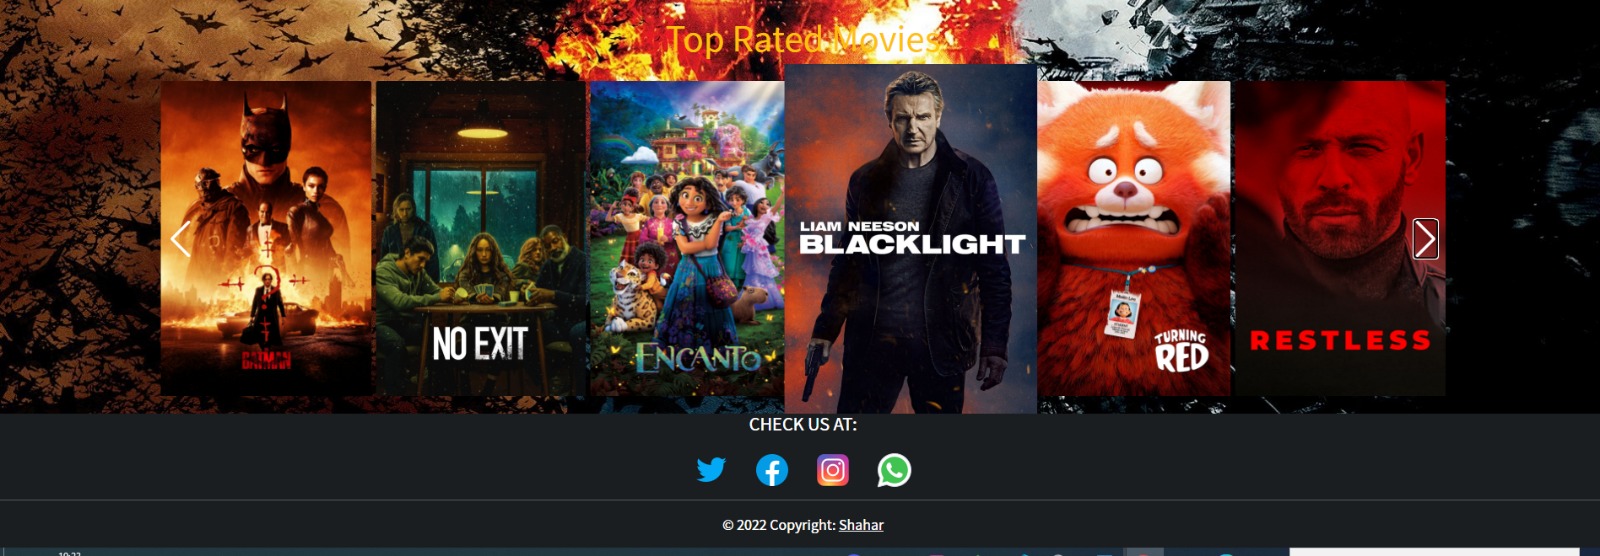 Top Rated Movies
BATMAN
NO EXIT
ENCANTO
LIAM NEESON
BLACKLIGHT
TURNING
RED
RESTLESS
CHECK US AT:
© 2022 Copyright: Shahar